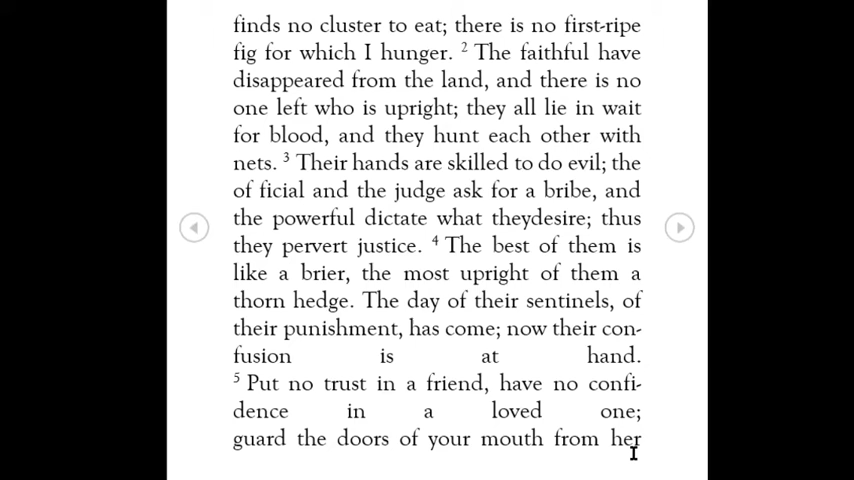 finds no cluster to eat; there is no first-ripe
fig for which I hunger. 2 The faithful have
disappeared from the land, and there is no
one left who is upright; they all lie in wait
for blood, and they hunt each other with
nets. 3 Their hands are skilled to do evil; the
of ficial and the judge ask for a bribe, and
the powerful dictate what theydesire; thus
they pervert justice. 4 The best of them is
like a brier, the most upright of them a
thorn hedge. The day of their sentinels, of
their punishment, has come; now their con-
fusion is at hand.
5 Put no trust in a friend, have no confi-
dence in a loved one;
guard the doors of your mouth from her